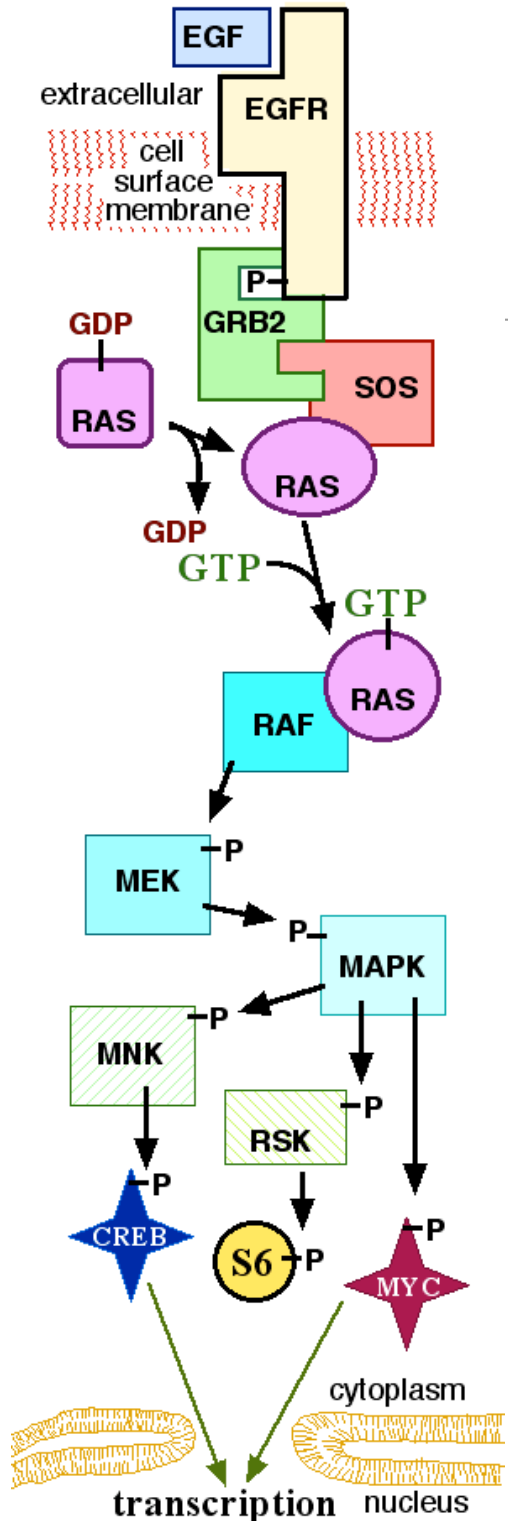 EGF
EGFR
extracellular
cell
surface
membrane
P
GRB2
GDP
SOS
RAS
RAS
GDP
GTP
GTP
RAS
RAF
P
MEK
P
MAPK
P
MNK
P
RSK
P
CREB
P
S6
P
P
MYC
cytoplasm
transcription
nucleus